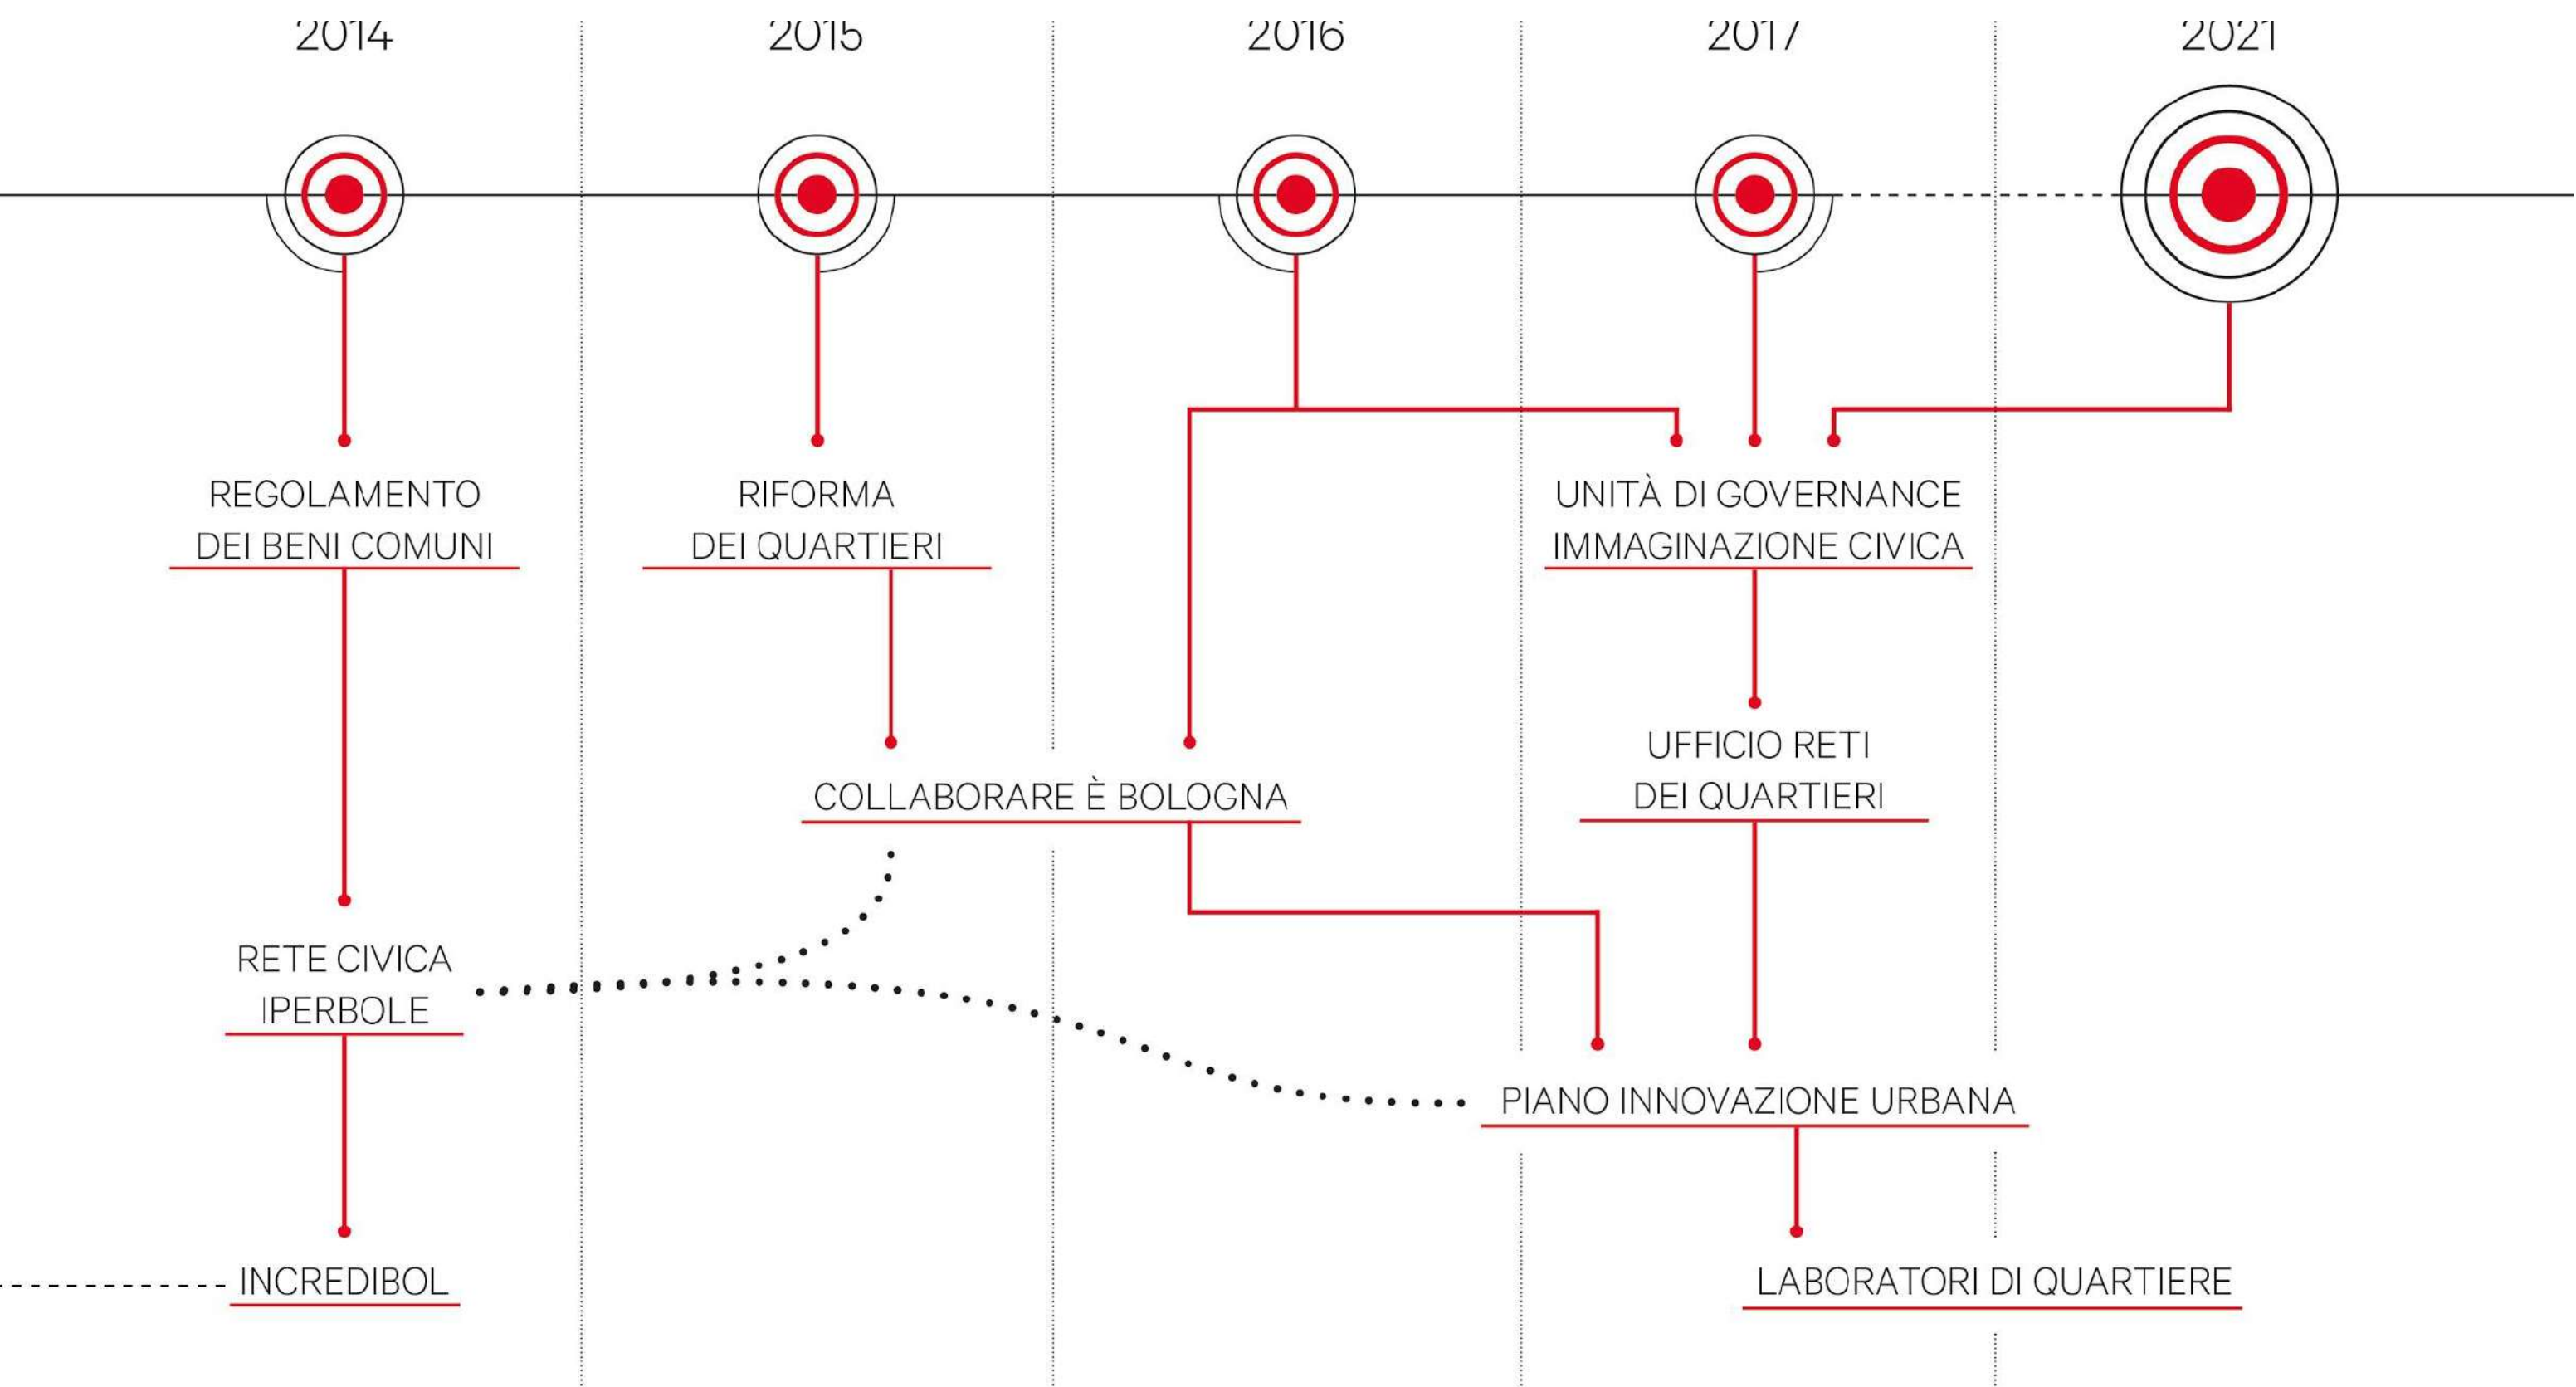 2014
2015
2016
2017
2021
REGOLAMENTO
DEI BENI COMUNI
RIFORMA
DEI QUARTIERI
UNITÀ DI GOVERNANCE
IMMAGINAZIONE CIVICA
UFFICIO RETI
DEI QUARTIERI
COLLABORARE È BOLOGNA
RETE CIVICA
IPERBOLE
PIANO INNOVAZIONE URBANA
INCREDIBOL
LABORATORI DI QUARTIERE